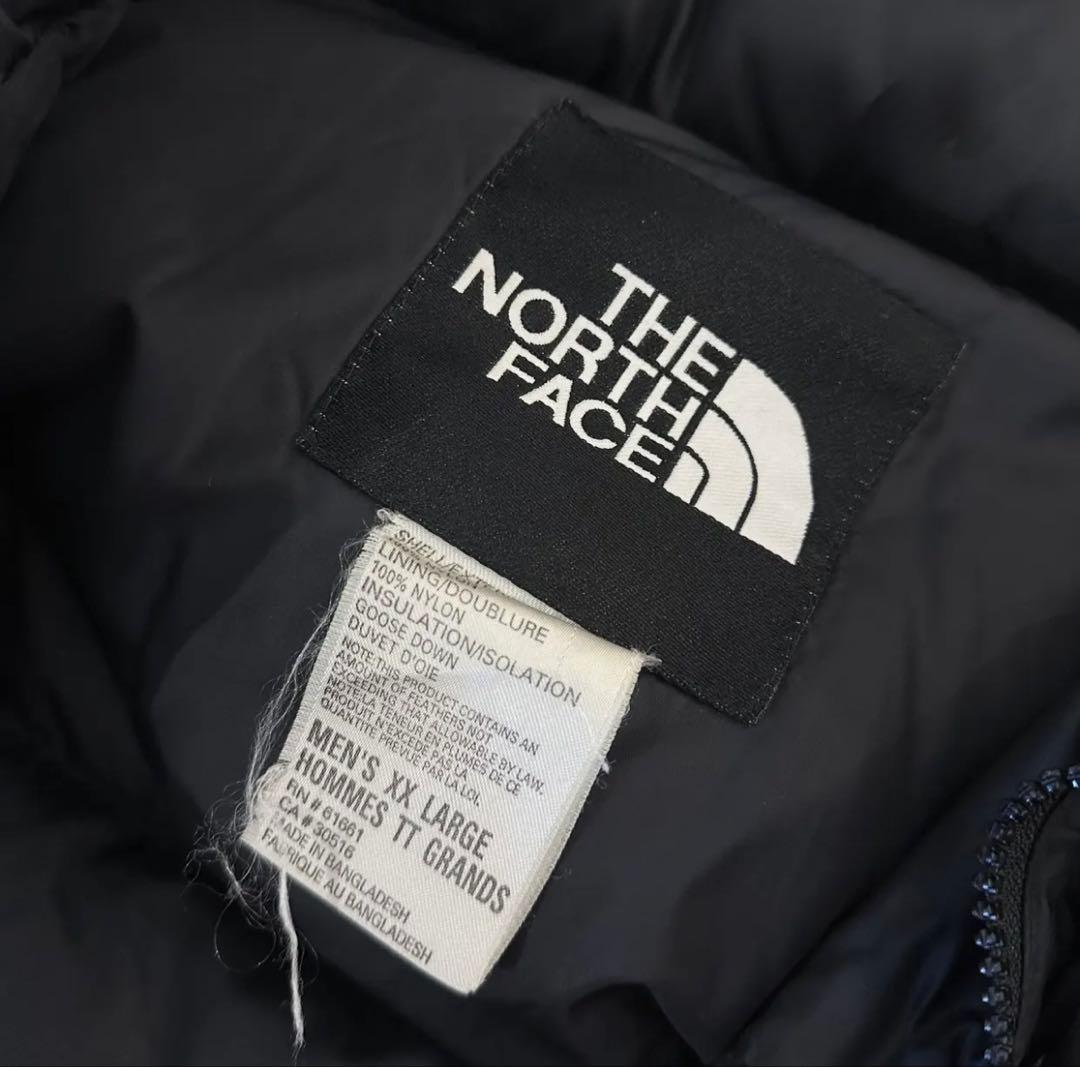 THE
NORTH
FACE
SHELL/EXT
LINING/DOUBLURE
100% NYLON
INSULATION/ISOLATION
GOOSE DOWN
DUVET D'OIE
NOTE:THIS PRODUCT CONTAINS AN
AMOUNT OF FEATHERS NOT
EXCEEDING THAT ALLOWABLE BY LAW.
NOTE: LA TENEUR EN PLUMES DE CE
PRODUIT N'EXCÈDE PAS LA
QUANTITE PREVUE PAR LA LOI.
MEN'S XX LARGE
HOMMES TT GRANDS
RN # 61661
CA # 30516
MADE IN BANGLADESH
FABRIQUE AU BANGLADESH